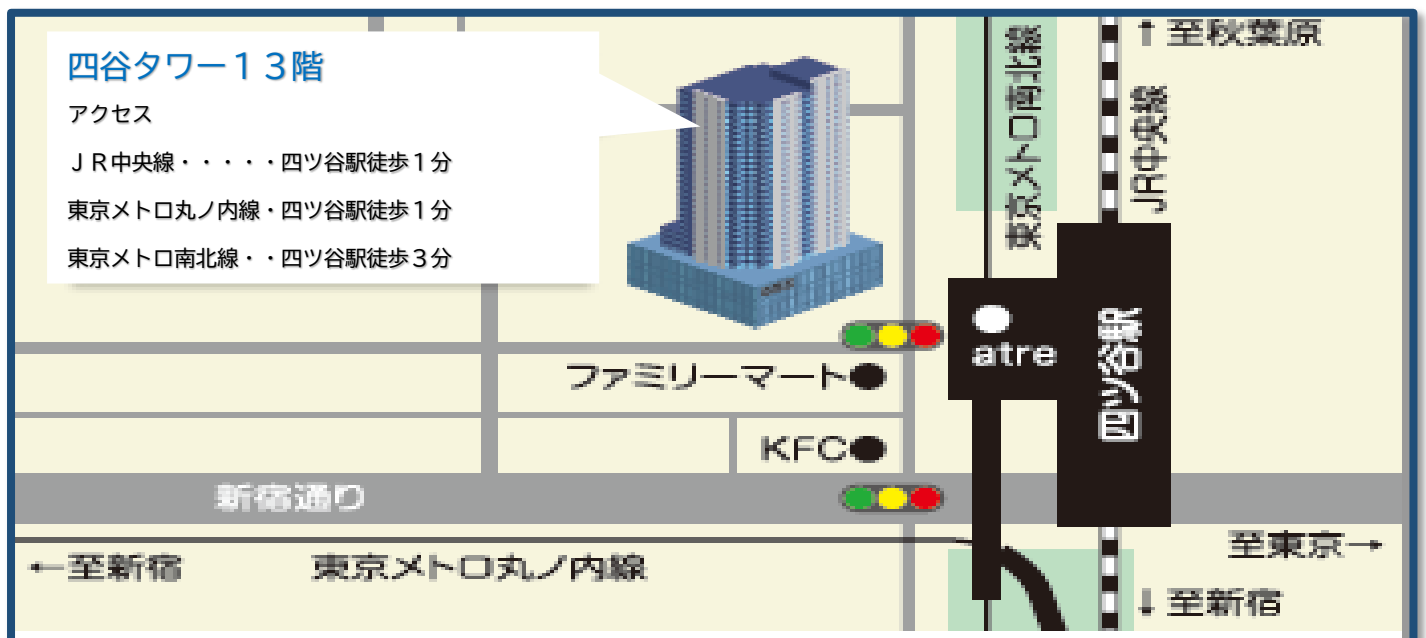 四谷タワー１３階
アクセス
ＪＲ中央線・・・・・四ツ谷駅徒歩１分
東京メトロ丸ノ内線・四ツ谷駅徒歩１分
東京メトロ南北線・・四ツ谷駅徒歩３分
東京メトロ南北線
↑至秋葉原
JR中央線
atre
四ツ谷駅
ファミリーマート
KFC
新宿通り
←至新宿
東京メトロ丸ノ内線
至東京→
↓至新宿